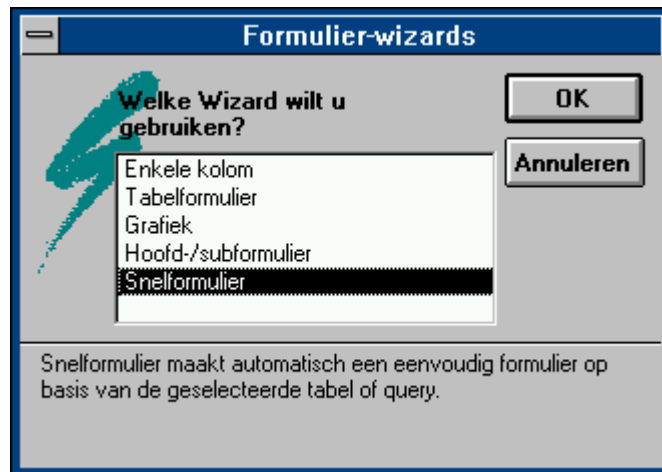 Formulier-wizards
Welke Wizard wilt u
gebruiken?
OK
Annuleren
Enkele kolom
Tabelformulier
Grafiek
Hoofd-/subformulier
Snelformulier
Snelformulier maakt automatisch een eenvoudig formulier op
basis van de geselecteerde tabel of query.